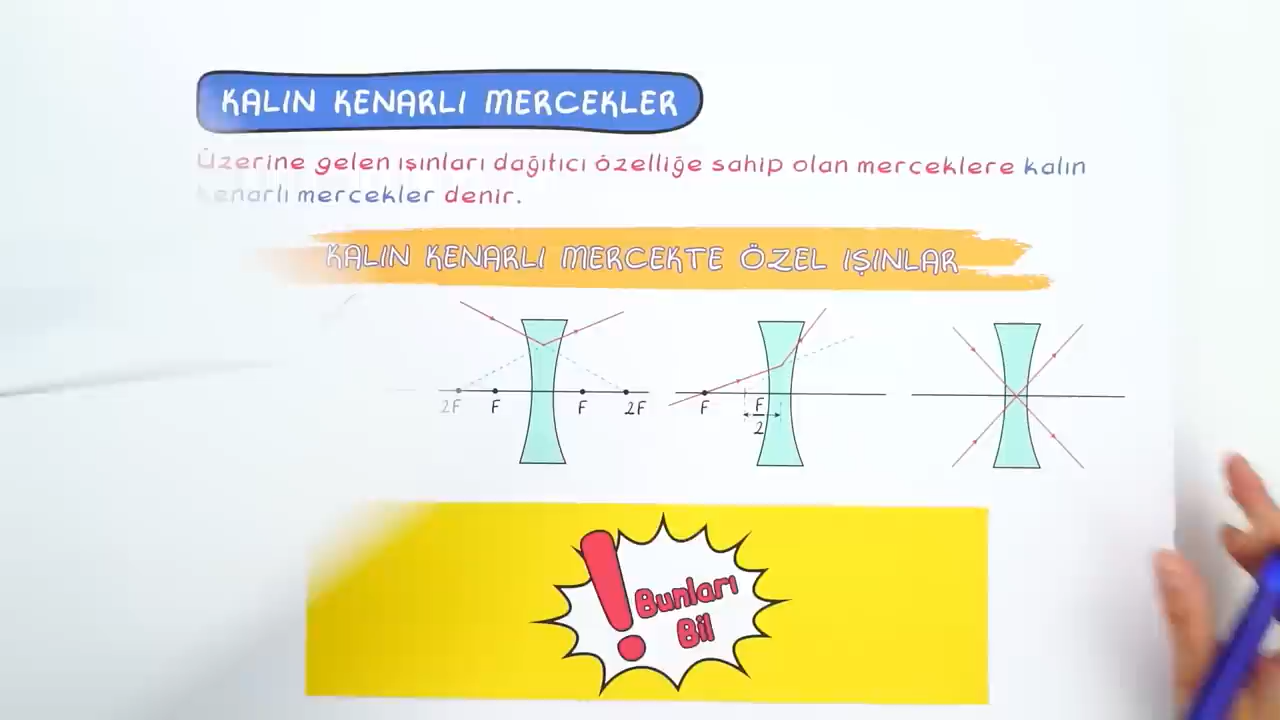 KALIN KENARLI MERCEKLER
Üzerine gelen ışınları dağıtıcı özelliğe sahip olan merceklere kalın
kenarlı mercekler denir.
KALIN KENARLI MERCEKTE ÖZEL IŞINLAR
2F F F 2F
F F/2
Bunları
Bil